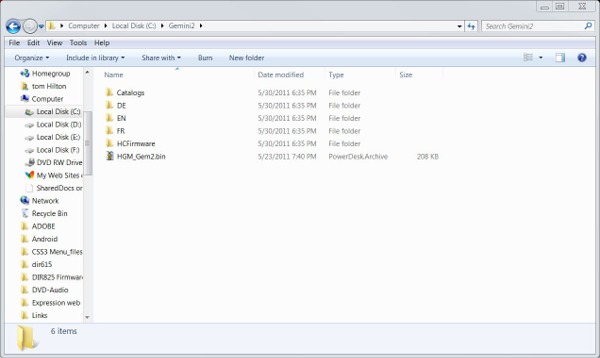 Computer ▸ Local Disk (C:) ▸ Gemini2 ▸ Search Gemini2
File Edit View Tools Help
Organize Include in library Share with Burn New folder
Name Date modified Type Size
Homegroup
tom Hilton
Computer
Local Disk (C:)
Local Disk (D:)
Local Disk (E:)
Local Disk (F:)
DVD RW Drive
My Web Sites
SharedDocs
Network
Recycle Bin
ADOBE
Android
CSS3 Menu_files
dir615
DIR825 Firmwar
DVD-Audio
Expression web
Links
Catalogs 5/30/2011 6:35 PM File folder
DE 5/30/2011 6:35 PM File folder
EN 5/30/2011 6:35 PM File folder
FR 5/30/2011 6:35 PM File folder
HCFirmware 5/30/2011 6:35 PM File folder
HGM_Gem2.bin 5/23/2011 7:40 PM PowerDesk.Archive 208 KB
6 items